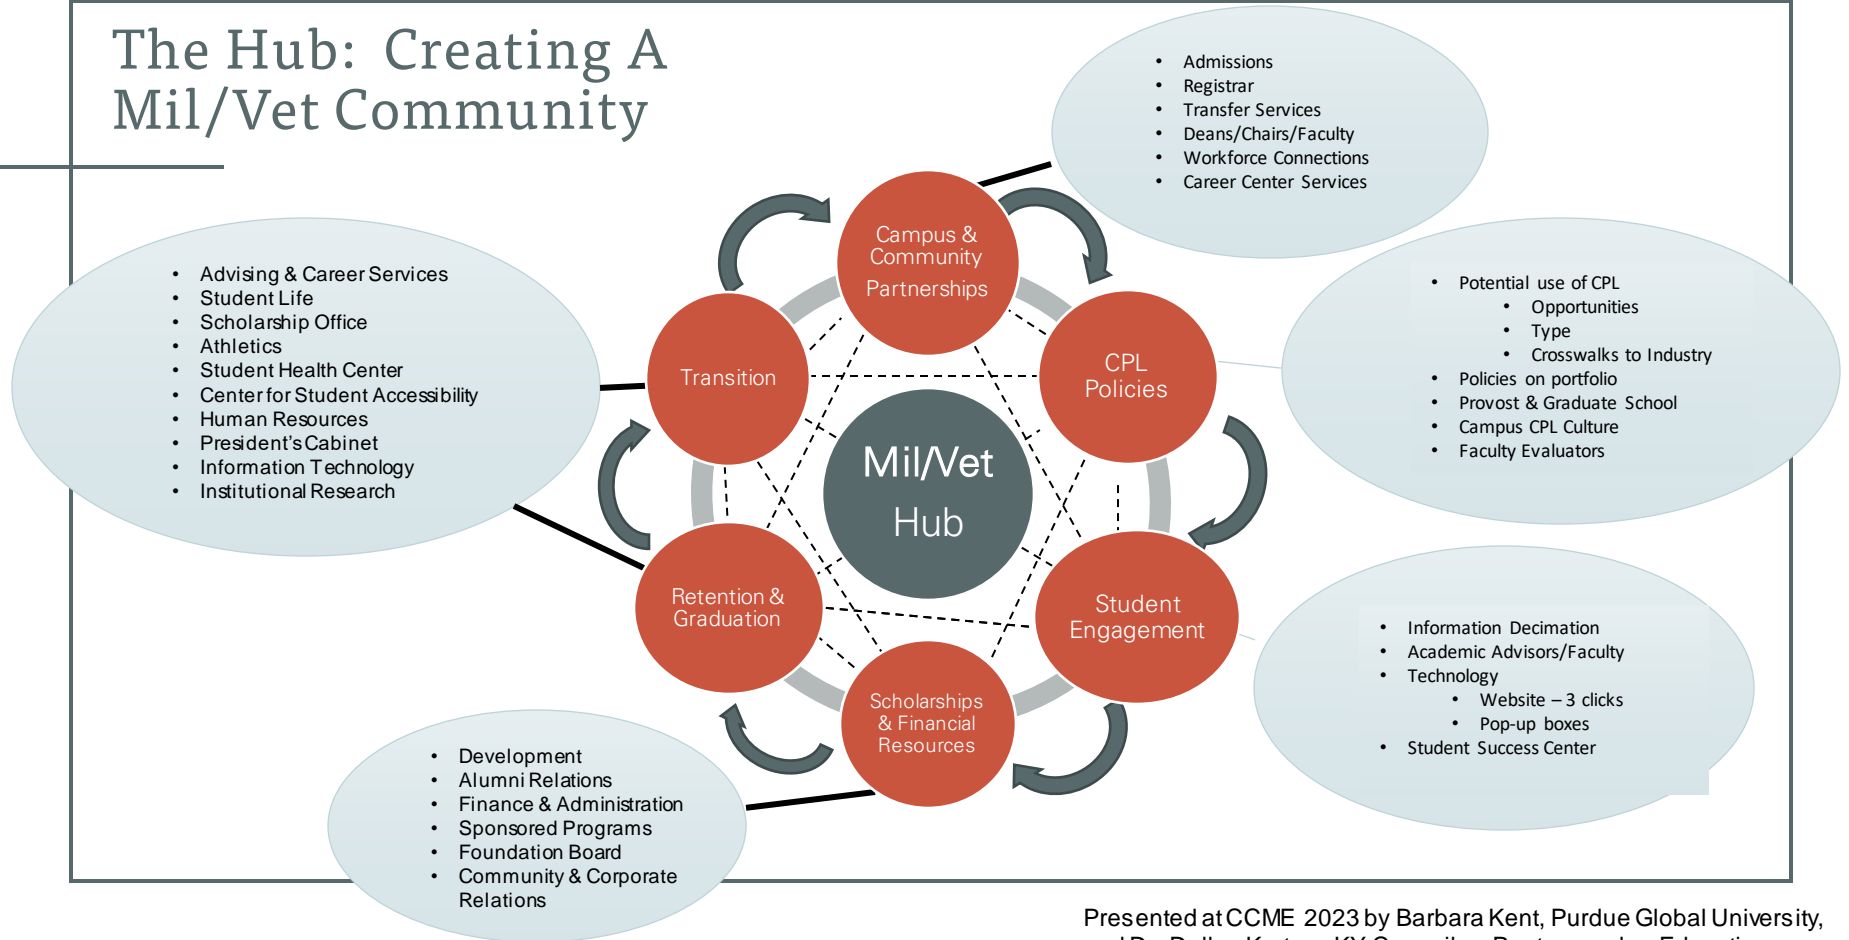 The Hub: Creating A
Mil/Vet Community
• Admissions
• Registrar
• Transfer Services
• Deans/Chairs/Faculty
• Workforce Connections
• Career Center Services
• Potential use of CPL
• Opportunities
• Type
• Crosswalks to Industry
• Policies on portfolio
• Provost & Graduate School
• Campus CPL Culture
• Faculty Evaluators
• Information Decimation
• Academic Advisors/Faculty
• Technology
• Website – 3 clicks
• Pop-up boxes
• Student Success Center
• Advising & Career Services
• Student Life
• Scholarship Office
• Athletics
• Student Health Center
• Center for Student Accessibility
• Human Resources
• President's Cabinet
• Information Technology
• Institutional Research
• Development
• Alumni Relations
• Finance & Administration
• Sponsored Programs
• Foundation Board
• Community & Corporate
Relations
Campus &
Community
Partnerships
CPL
Policies
Student
Engagement
Scholarships
& Financial
Resources
Retention &
Graduation
Transition
Mil/Vet
Hub
Presented at CCME 2023 by Barbara Kent, Purdue Global University,